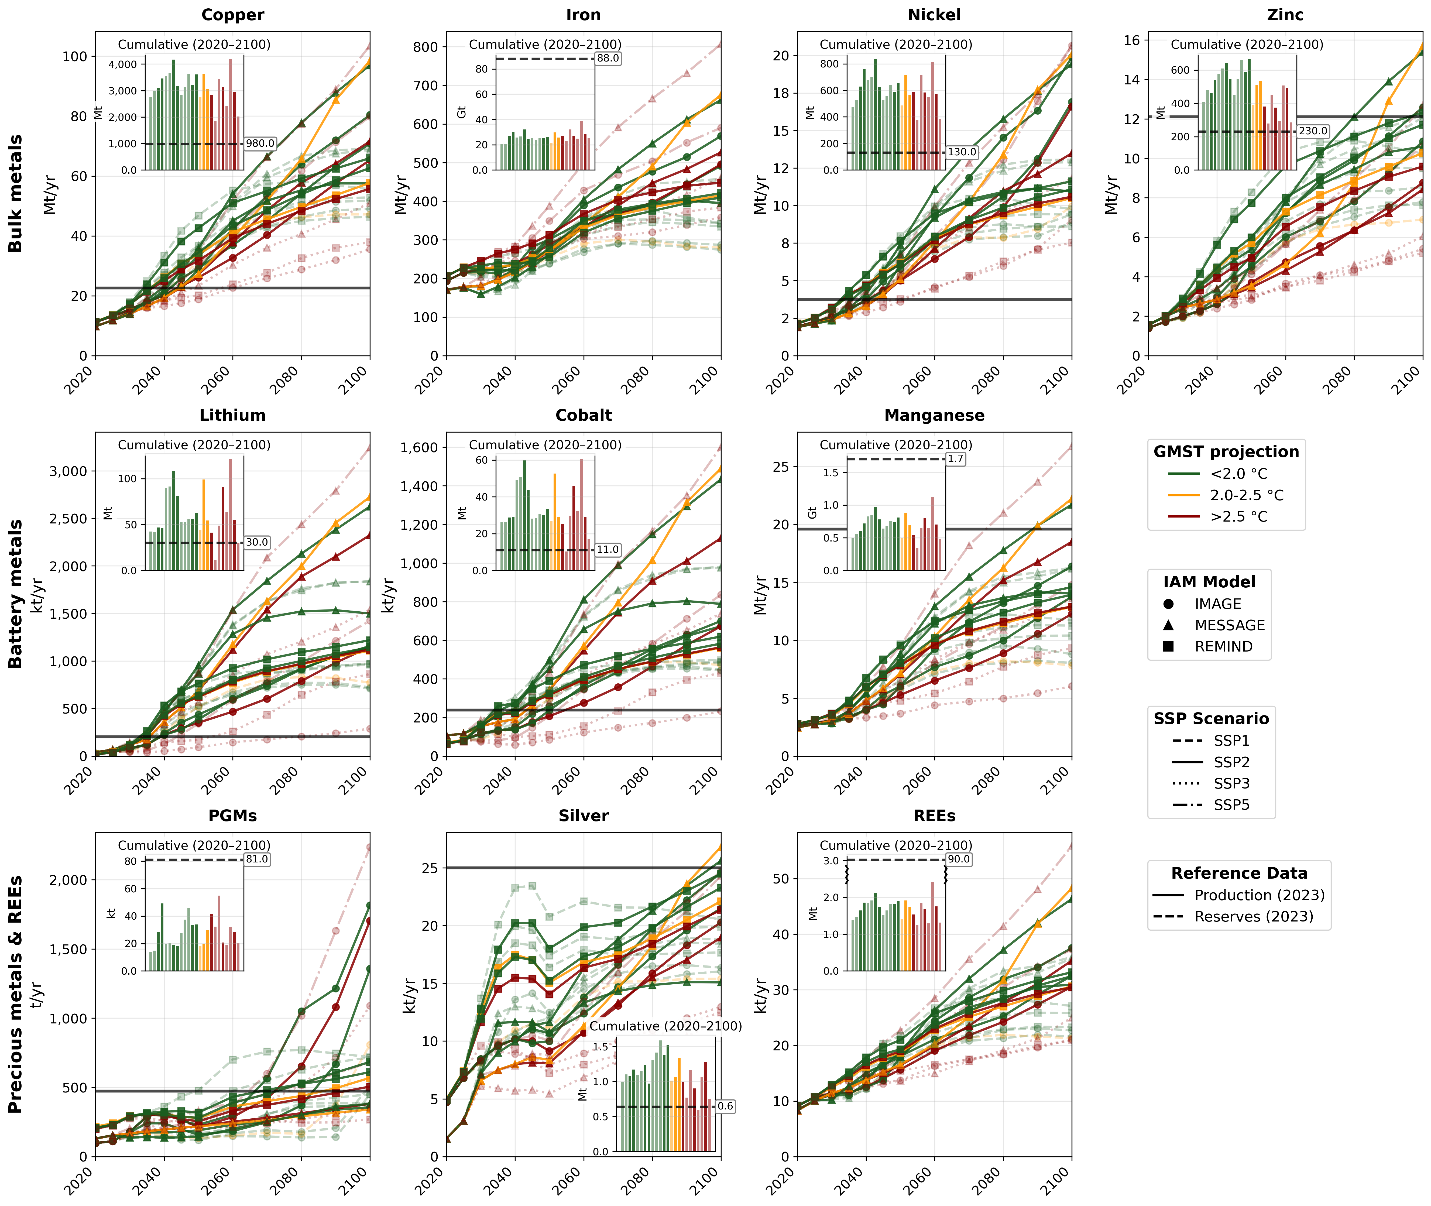 Copper
Iron
Nickel
Zinc
Bulk metals
Mt/yr
0
20
40
60
80
100
2020
2040
2060
2080
2100
Cumulative (2020–2100)
Mt
0.0
1,000
2,000
3,000
4,000
980.0
Mt/yr
0
100
200
300
400
500
600
700
800
2020
2040
2060
2080
2100
Cumulative (2020–2100)
Gt
0.0
20
40
60
80
88.0
Mt/yr
0
2
5
8
10
12
15
18
20
2020
2040
2060
2080
2100
Cumulative (2020–2100)
Mt
0.0
200
400
600
800
130.0
Mt/yr
0
2
4
6
8
10
12
14
16
2020
2040
2060
2080
2100
Cumulative (2020–2100)
Mt
0.0
200
400
600
230.0
Lithium
Cobalt
Manganese
Battery metals
kt/yr
0
500
1,000
1,500
2,000
2,500
3,000
2020
2040
2060
2080
2100
Cumulative (2020–2100)
Mt
0.0
50
100
30.0
kt/yr
0
200
400
600
800
1,000
1,200
1,400
1,600
2020
2040
2060
2080
2100
Cumulative (2020–2100)
Mt
0.0
20
40
60
11.0
Mt/yr
0
5
10
15
20
25
2020
2040
2060
2080
2100
Cumulative (2020–2100)
Gt
0.0
0.5
1.0
1.5
1.7
GMST projection
<2.0 °C
2.0-2.5 °C
>2.5 °C
IAM Model
IMAGE
MESSAGE
REMIND
SSP Scenario
SSP1
SSP2
SSP3
SSP5
Reference Data
Production (2023)
Reserves (2023)
PGMs
Silver
REEs
Precious metals & REEs
t/yr
0
500
1,000
1,500
2,000
2020
2040
2060
2080
2100
Cumulative (2020–2100)
kt
0.0
20
40
60
80
81.0
kt/yr
0
5
10
15
20
25
2020
2040
2060
2080
2100
Cumulative (2020–2100)
Mt
0.0
0.5
1.0
1.5
0.6
kt/yr
0
10
20
30
40
50
2020
2040
2060
2080
2100
Cumulative (2020–2100)
Mt
0.0
1.0
2.0
3.0
90.0